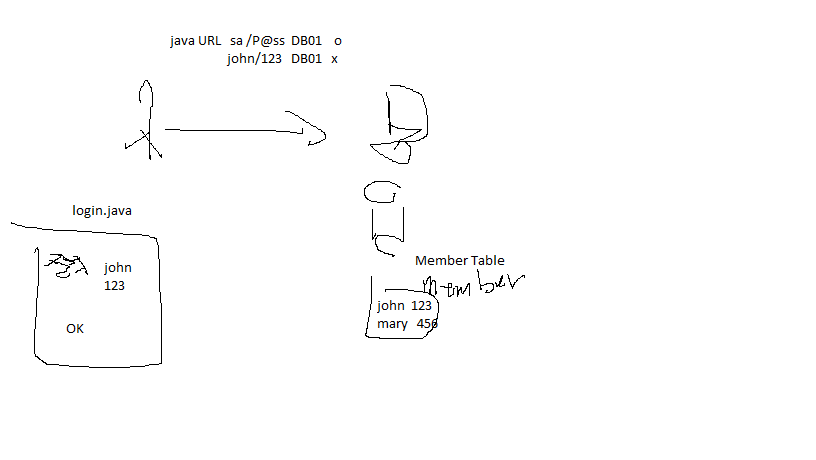 java URL sa /P@ss DB01 o
john/123 DB01 x
DB
login.java
john
123
OK
Member Table
member
john 123
mary 456